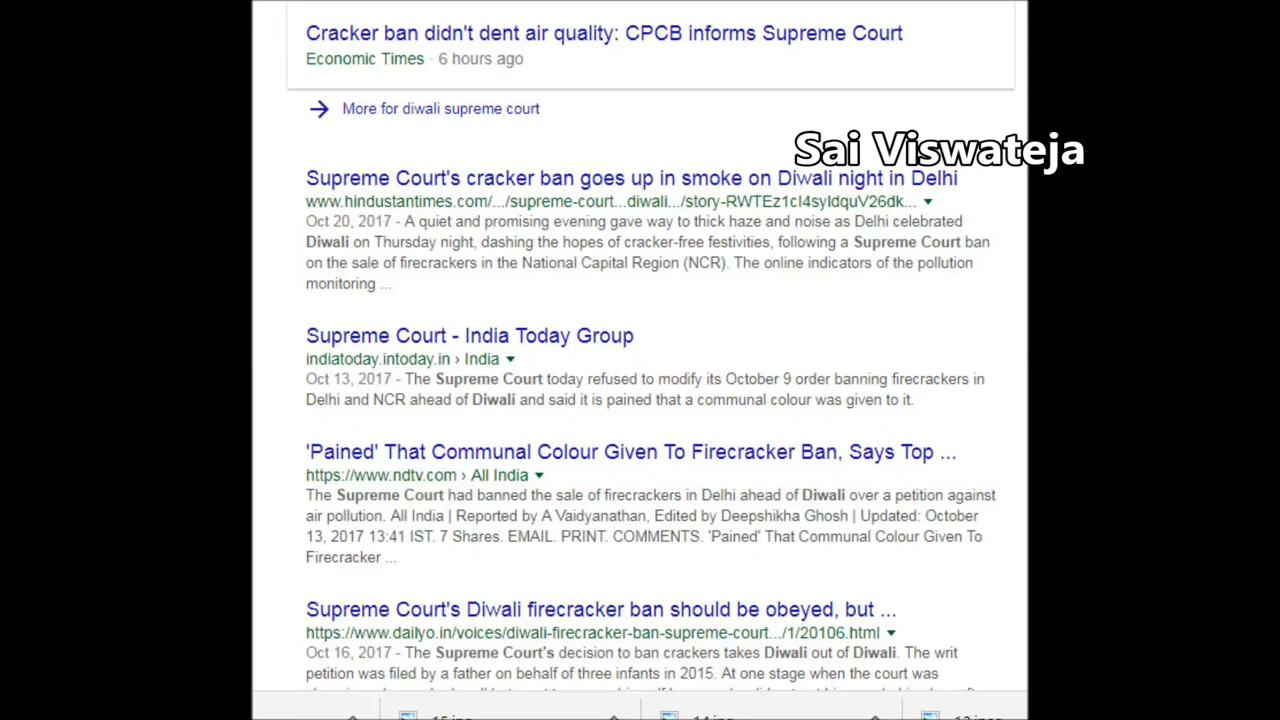 Cracker ban didn't dent air quality: CPCB informs Supreme Court
Economic Times · 6 hours ago
More for diwali supreme court
Sai Viswateja
Supreme Court's cracker ban goes up in smoke on Diwali night in Delhi
www.hindustantimes.com/.../supreme-court...diwali.../story-RWTEz1cI4syIdquV26dk...
Oct 20, 2017 - A quiet and promising evening gave way to thick haze and noise as Delhi celebrated
Diwali on Thursday night, dashing the hopes of cracker-free festivities, following a Supreme Court ban
on the sale of firecrackers in the National Capital Region (NCR). The online indicators of the pollution
monitoring ...
Supreme Court - India Today Group
indiatoday.intoday.in › India
Oct 13, 2017 - The Supreme Court today refused to modify its October 9 order banning firecrackers in
Delhi and NCR ahead of Diwali and said it is pained that a communal colour was given to it.
'Pained' That Communal Colour Given To Firecracker Ban, Says Top ...
https://www.ndtv.com › All India
The Supreme Court had banned the sale of firecrackers in Delhi ahead of Diwali over a petition against
air pollution. All India | Reported by A Vaidyanathan, Edited by Deepshikha Ghosh | Updated: October
13, 2017 13:41 IST. 7 Shares. EMAIL. PRINT. COMMENTS. 'Pained' That Communal Colour Given To
Firecracker ...
Supreme Court's Diwali firecracker ban should be obeyed, but ...
https://www.dailyo.in/voices/diwali-firecracker-ban-supreme-court.../1/20106.html
Oct 16, 2017 - The Supreme Court's decision to ban crackers takes Diwali out of Diwali. The writ
petition was filed by a father on behalf of three infants in 2015. At one stage when the court was